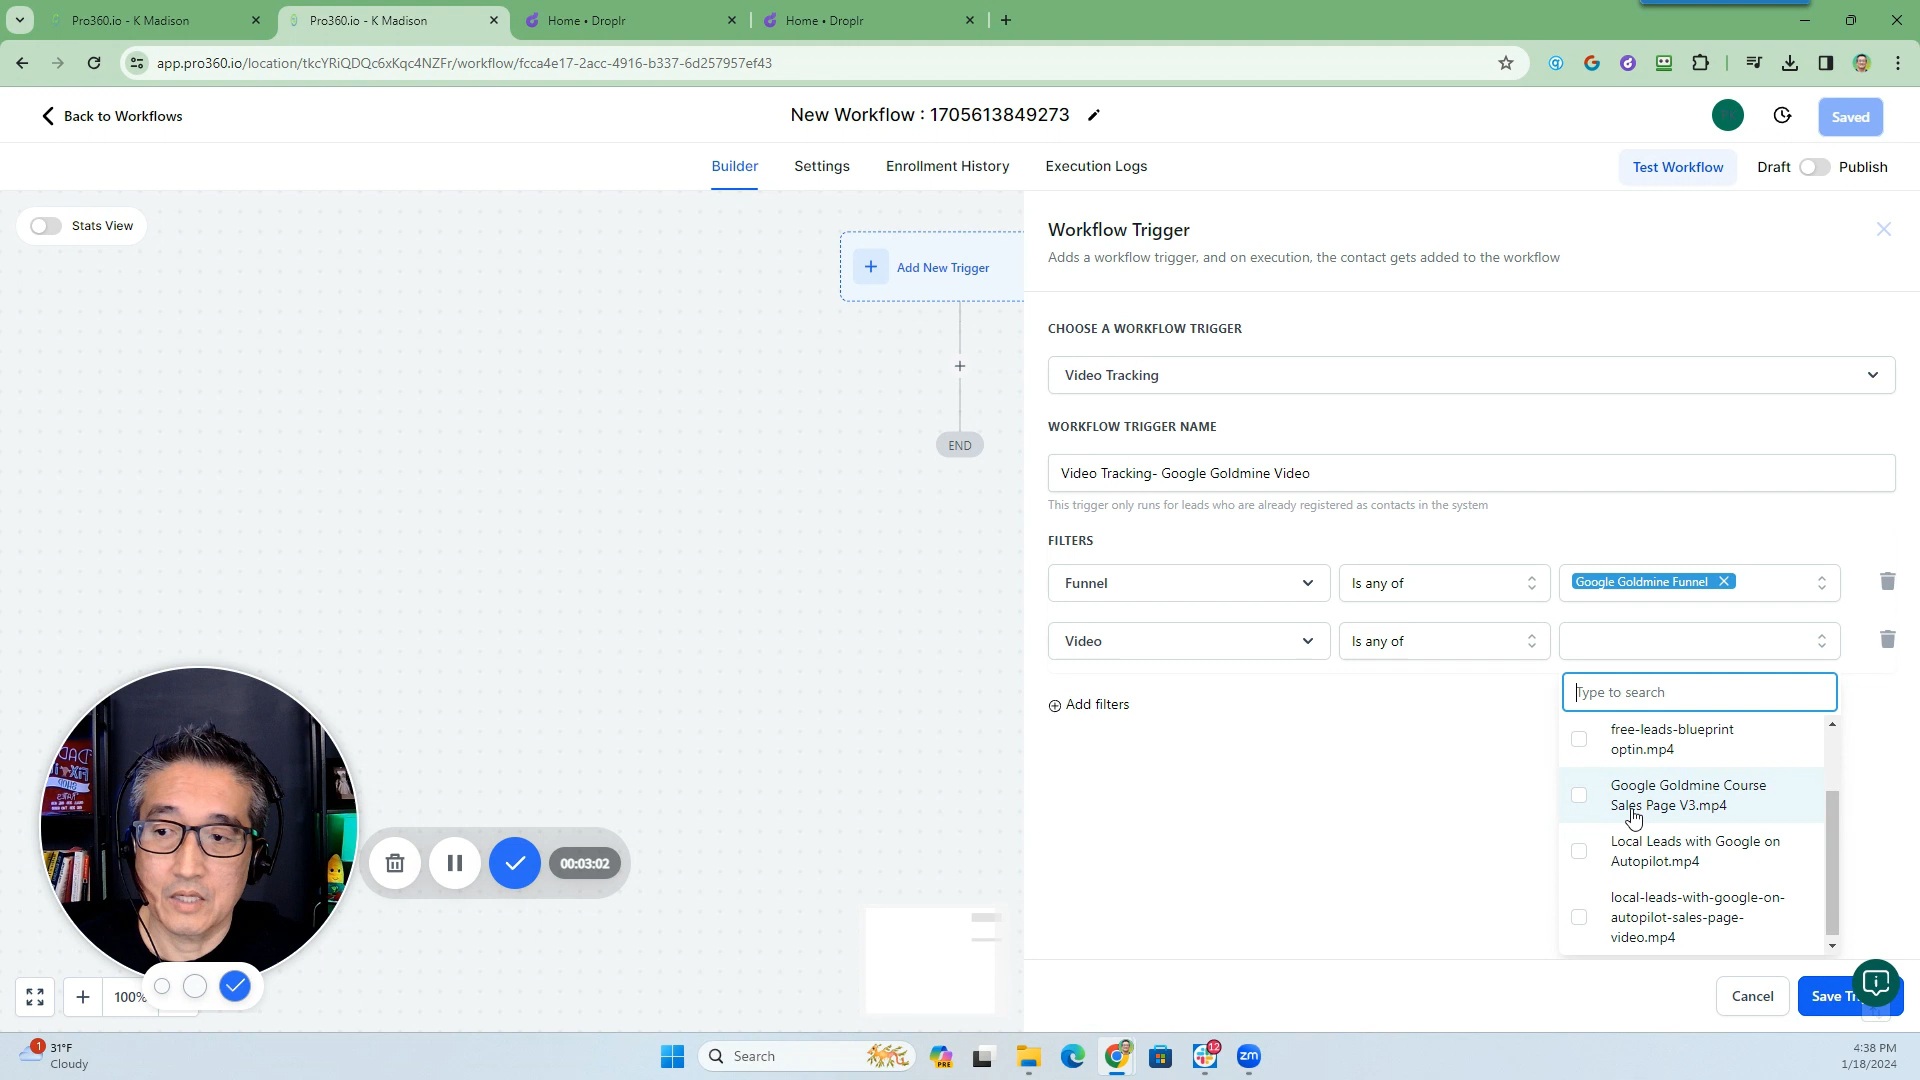 Pro360.io - K Madison
Pro360.io - K Madison
Home • Droplr
Home • Droplr
app.pro360.io/location/tkcYRiQDQc6xKqc4NZFr/workflow/fcca4e17-2acc-4916-b337-6d257957ef43
Back to Workflows
New Workflow : 1705613849273
Saved
Builder
Settings
Enrollment History
Execution Logs
Test Workflow
Draft
Publish
Stats View
Add New Trigger
END
Workflow Trigger
Adds a workflow trigger, and on execution, the contact gets added to the workflow
CHOOSE A WORKFLOW TRIGGER
Video Tracking
WORKFLOW TRIGGER NAME
Video Tracking- Google Goldmine Video
This trigger only runs for leads who are already registered as contacts in the system
FILTERS
Funnel
Is any of
Google Goldmine Funnel
Video
Is any of
Add filters
Type to search
free-leads-blueprint
optin.mp4
Google Goldmine Course
Sales Page V3.mp4
Local Leads with Google on
Autopilot.mp4
local-leads-with-google-on-
autopilot-sales-page-
video.mp4
00:03:02
100%
Cancel
Save
1
31°F
Cloudy
Search
PRE
12
zm
4:38 PM
1/18/2024